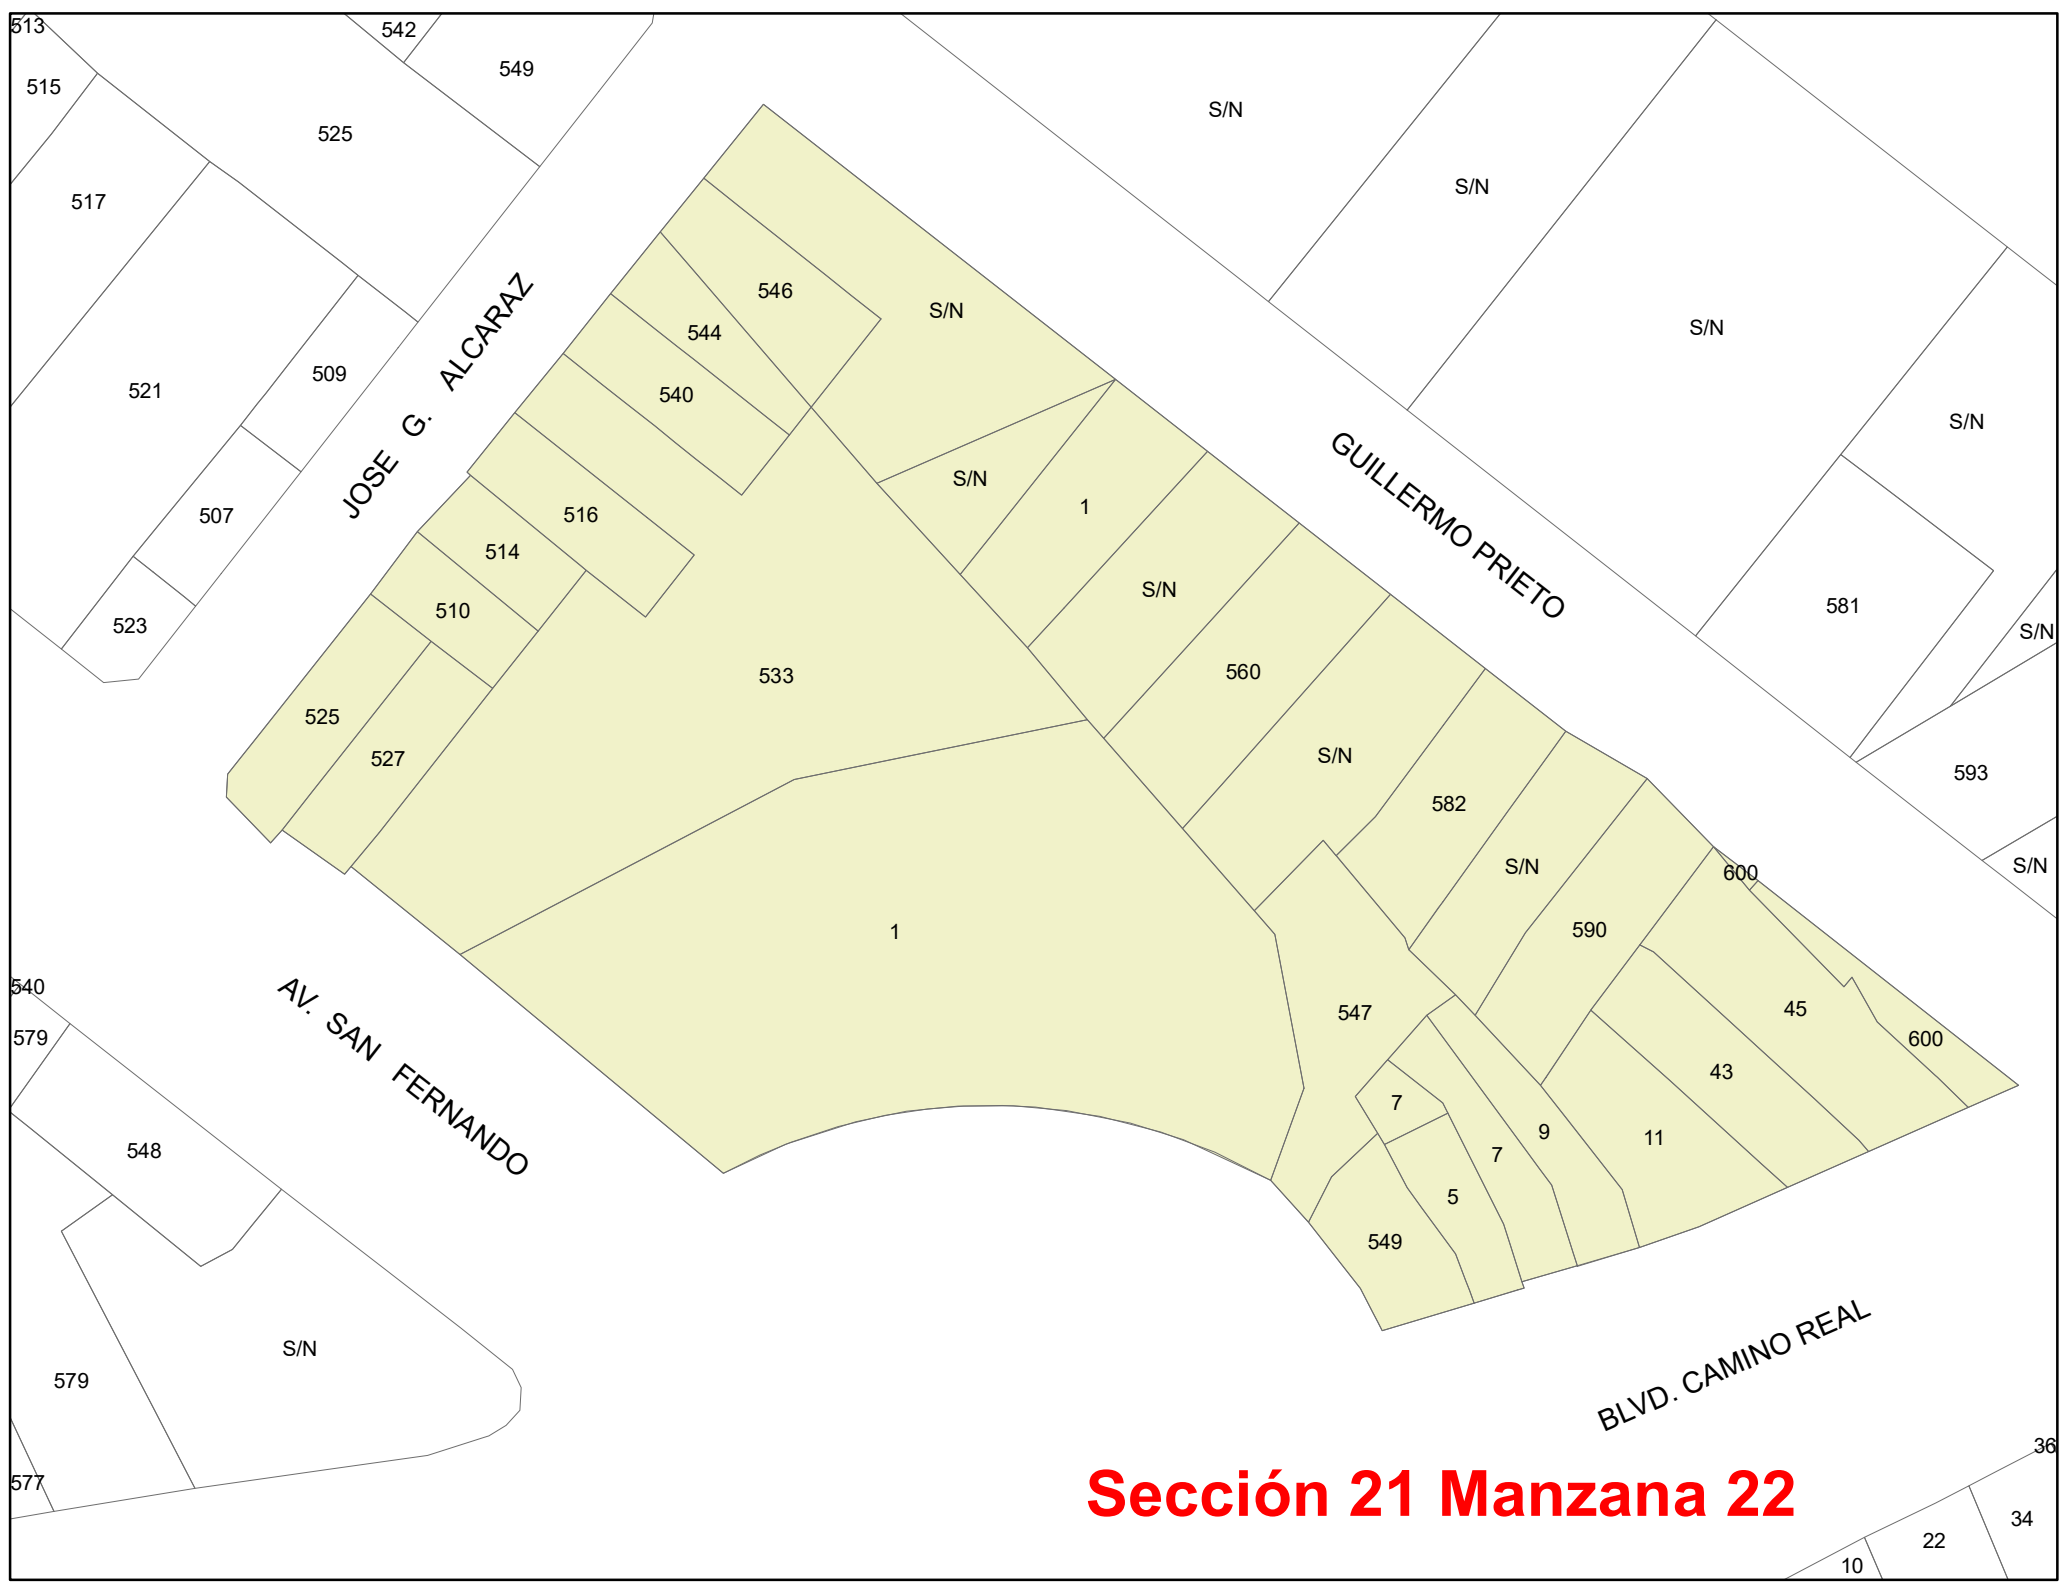 513
542
549
515
525
S/N
S/N
517
546
S/N
544
S/N
509
521
540
S/N
JOSE G. ALCARAZ
S/N
1
GUILLERMO PRIETO
507
516
514
S/N
581
510
523
S/N
560
533
525
S/N
527
593
582
S/N
S/N
600
590
1
540
547
45
579
600
AV. SAN FERNANDO
43
7
9
11
548
7
5
549
S/N
579
BLVD. CAMINO REAL
36
577
Sección 21 Manzana 22
34
22
10